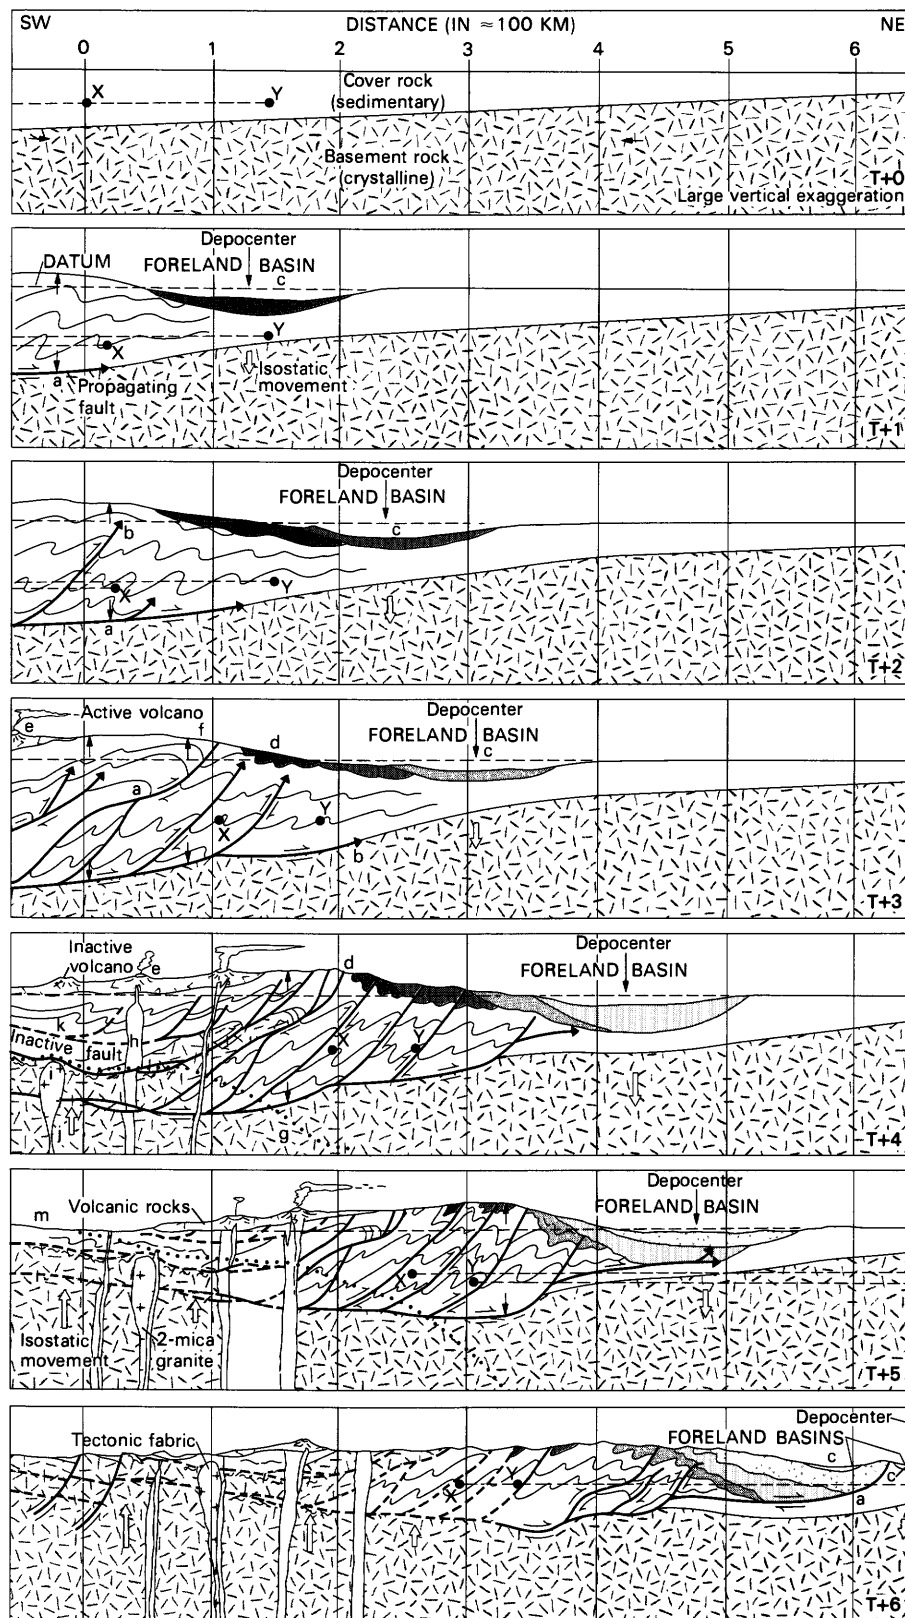 SW DISTANCE (IN ≈100 KM) NE
0 1 2 3 4 5 6
X Y Cover rock
(sedimentary)
Basement rock
(crystalline)
T+0
Large vertical exaggeration
Depocenter
DATUM FORELAND BASIN
c
Y
X
a Propagating
fault
Isostatic
movement
T+1
Depocenter
FORELAND BASIN
b c
X Y
a
T+2
Active volcano Depocenter
e f d FORELAND BASIN
c
a
X Y
b
T+3
Inactive
volcano e d Depocenter
FORELAND BASIN
k
Inactive fault h X Y
j g
T+4
Depocenter
m Volcanic rocks FORELAND BASIN
X Y
Isostatic
movement
2-mica
granite
T+5
Depocenter
Tectonic fabric FORELAND BASINS
c c
X Y a
T+6